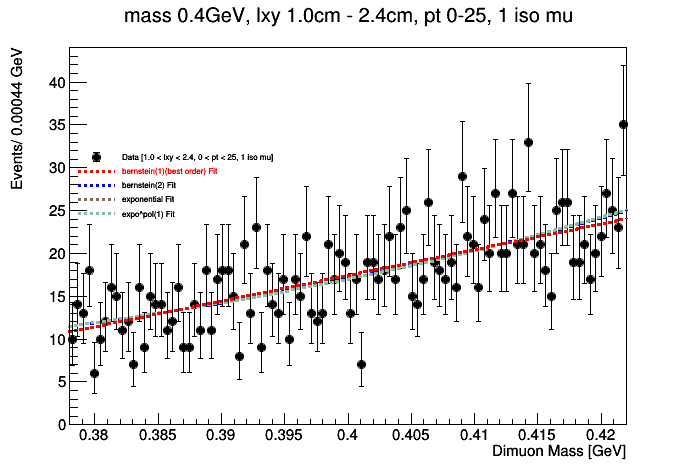 mass 0.4GeV, lxy 1.0cm - 2.4cm, pt 0-25, 1 iso mu
Events/ 0.00044 GeV
40
35
30
25
20
15
10
5
0
Data [1.0 < lxy < 2.4, 0 < pt < 25, 1 iso mu]
bernstein(1)(best order) Fit
bernstein(2) Fit
exponential Fit
expo*pol(1) Fit
0.38 0.385 0.39 0.395 0.4 0.405 0.41 0.415 0.42
Dimuon Mass [GeV]